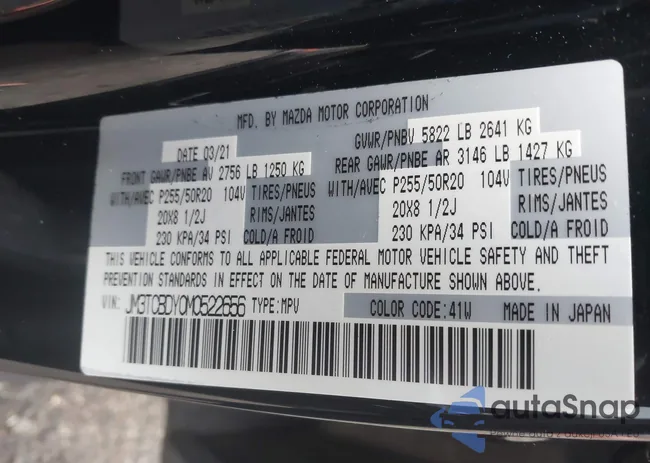 MFD. BY MAZDA MOTOR CORPORATION
DATE 03/21 GVWR/PNBV 5822 LB 2641 KG
FRONT GAWR/PNBE AV 2756 LB 1250 KG REAR GAWR/PNBE AR 3146 LB 1427 KG
WITH/AVEC P255/50R20 104V TIRES/PNEUS WITH/AVEC P255/50R20 104V TIRES/PNEUS
20X8 1/2J RIMS/JANTES 20X8 1/2J RIMS/JANTES
230 KPA/34 PSI COLD/A FROID 230 KPA/34 PSI COLD/A FROID
THIS VEHICLE CONFORMS TO ALL APPLICABLE FEDERAL MOTOR VEHICLE SAFETY AND THEFT
PREVENTION STANDARDS IN EFFECT ON THE DATE OF MANUFACTURE SHOWN ABOVE.
VIN: JM3TCBDY0M0522656 TYPE:MPV COLOR CODE:41W MADE IN JAPAN
autaSnap